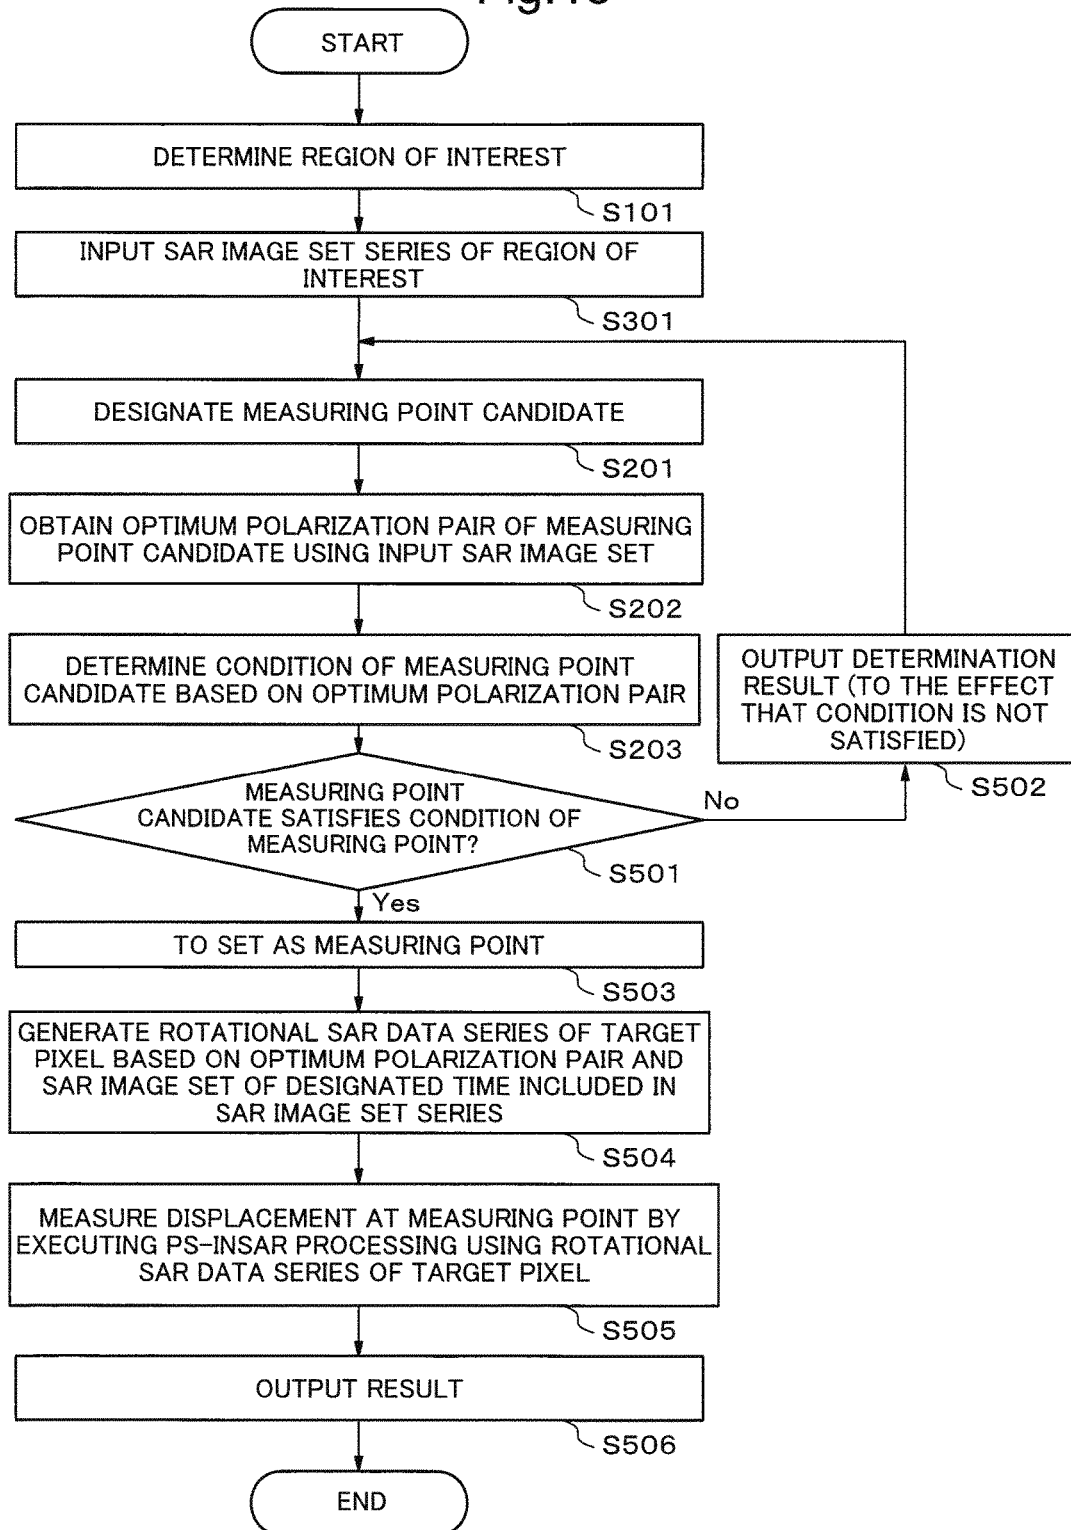 START
DETERMINE REGION OF INTEREST
S101
INPUT SAR IMAGE SET SERIES OF REGION OF
INTEREST
S301
DESIGNATE MEASURING POINT CANDIDATE
S201
OBTAIN OPTIMUM POLARIZATION PAIR OF MEASURING
POINT CANDIDATE USING INPUT SAR IMAGE SET
S202
DETERMINE CONDITION OF MEASURING POINT
CANDIDATE BASED ON OPTIMUM POLARIZATION PAIR
S203
OUTPUT DETERMINATION
RESULT (TO THE EFFECT
THAT CONDITION IS NOT
SATISFIED)
S502
MEASURING POINT
CANDIDATE SATISFIES CONDITION OF
MEASURING POINT?
No
S501
Yes
TO SET AS MEASURING POINT
S503
GENERATE ROTATIONAL SAR DATA SERIES OF TARGET
PIXEL BASED ON OPTIMUM POLARIZATION PAIR AND
SAR IMAGE SET OF DESIGNATED TIME INCLUDED IN
SAR IMAGE SET SERIES
S504
MEASURE DISPLACEMENT AT MEASURING POINT BY
EXECUTING PS-INSAR PROCESSING USING ROTATIONAL
SAR DATA SERIES OF TARGET PIXEL
S505
OUTPUT RESULT
S506
END